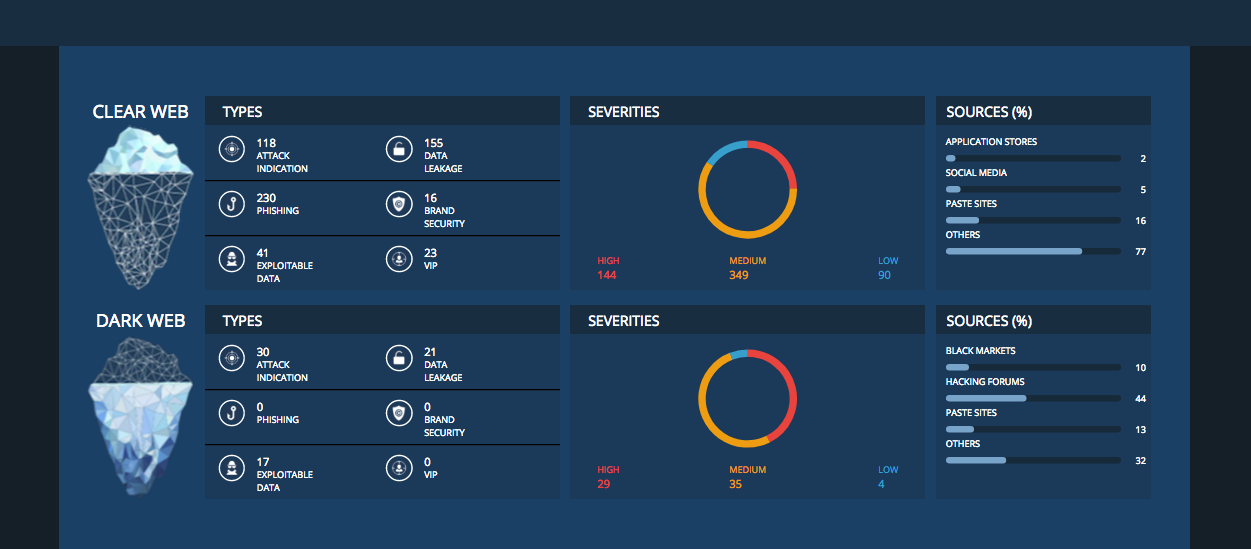 CLEAR WEB
TYPES
118
ATTACK
INDICATION
155
DATA
LEAKAGE
230
PHISHING
16
BRAND
SECURITY
41
EXPLOITABLE
DATA
23
VIP
SEVERITIES
HIGH
144
MEDIUM
349
LOW
90
SOURCES (%)
APPLICATION STORES
2
SOCIAL MEDIA
5
PASTE SITES
16
OTHERS
77
DARK WEB
TYPES
30
ATTACK
INDICATION
21
DATA
LEAKAGE
0
PHISHING
0
BRAND
SECURITY
17
EXPLOITABLE
DATA
0
VIP
SEVERITIES
HIGH
29
MEDIUM
35
LOW
4
SOURCES (%)
BLACK MARKETS
10
HACKING FORUMS
44
PASTE SITES
13
OTHERS
32